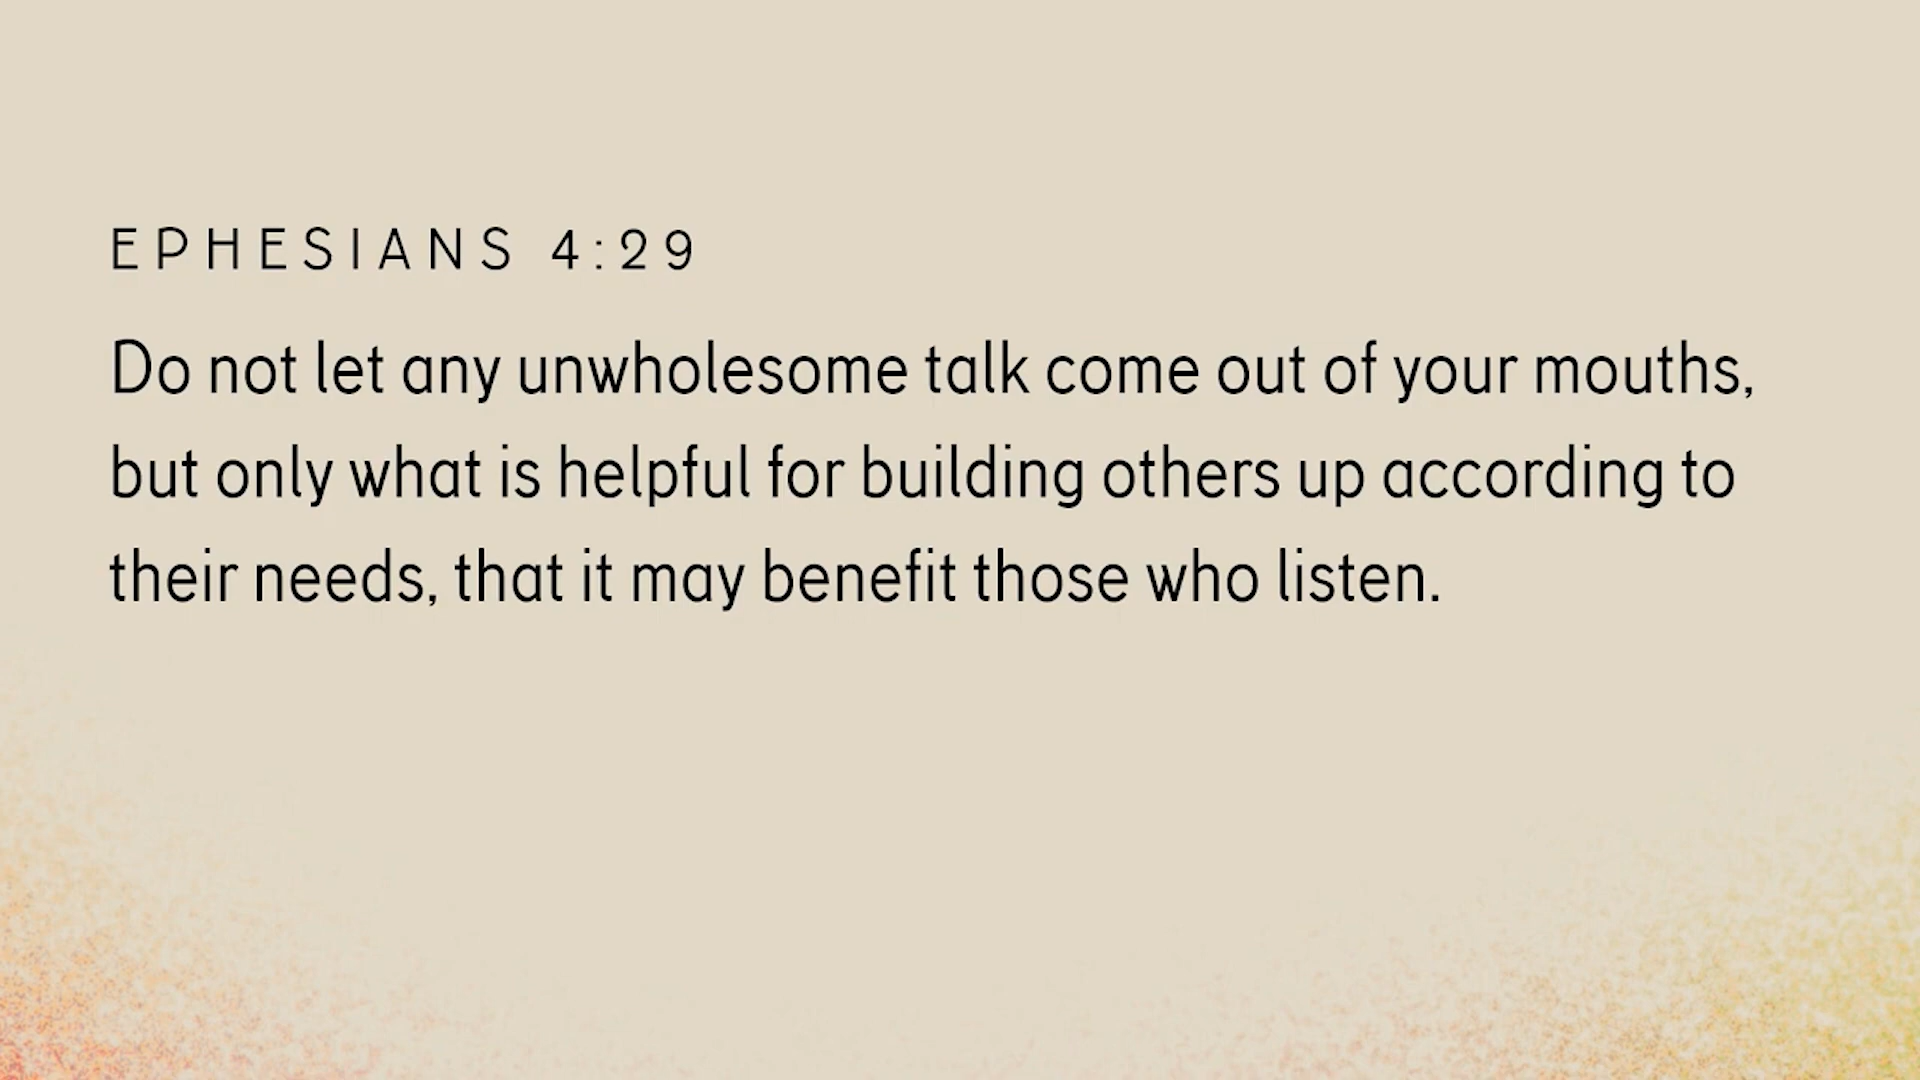 EPHESIANS 4:29
Do not let any unwholesome talk come out of your mouths,
but only what is helpful for building others up according to
their needs, that it may benefit those who listen.